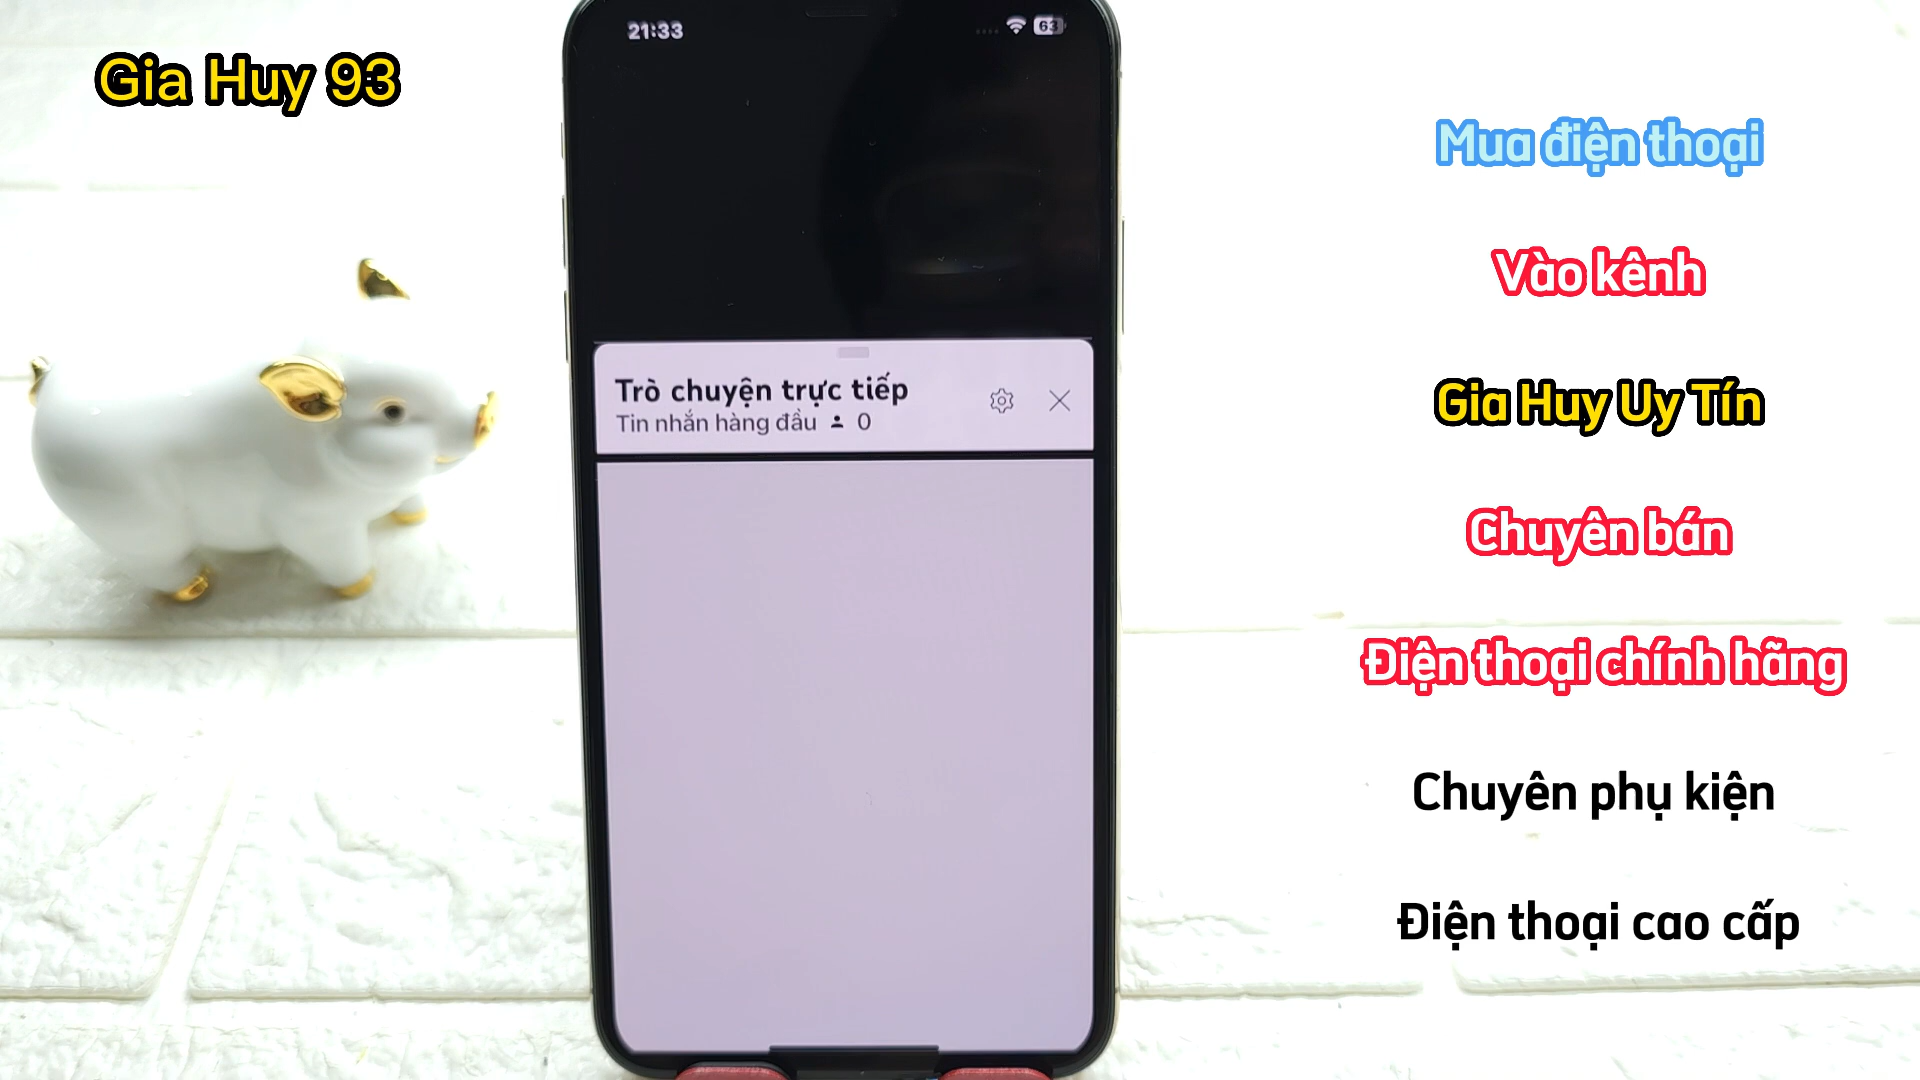 Gia Huy 93
21:33
63
Trò chuyện trực tiếp
Tin nhắn hàng đầu 0
Mua điện thoại
Vào kênh
Gia Huy Uy Tín
Chuyên bán
Điện thoại chính hãng
Chuyên phụ kiện
Điện thoại cao cấp